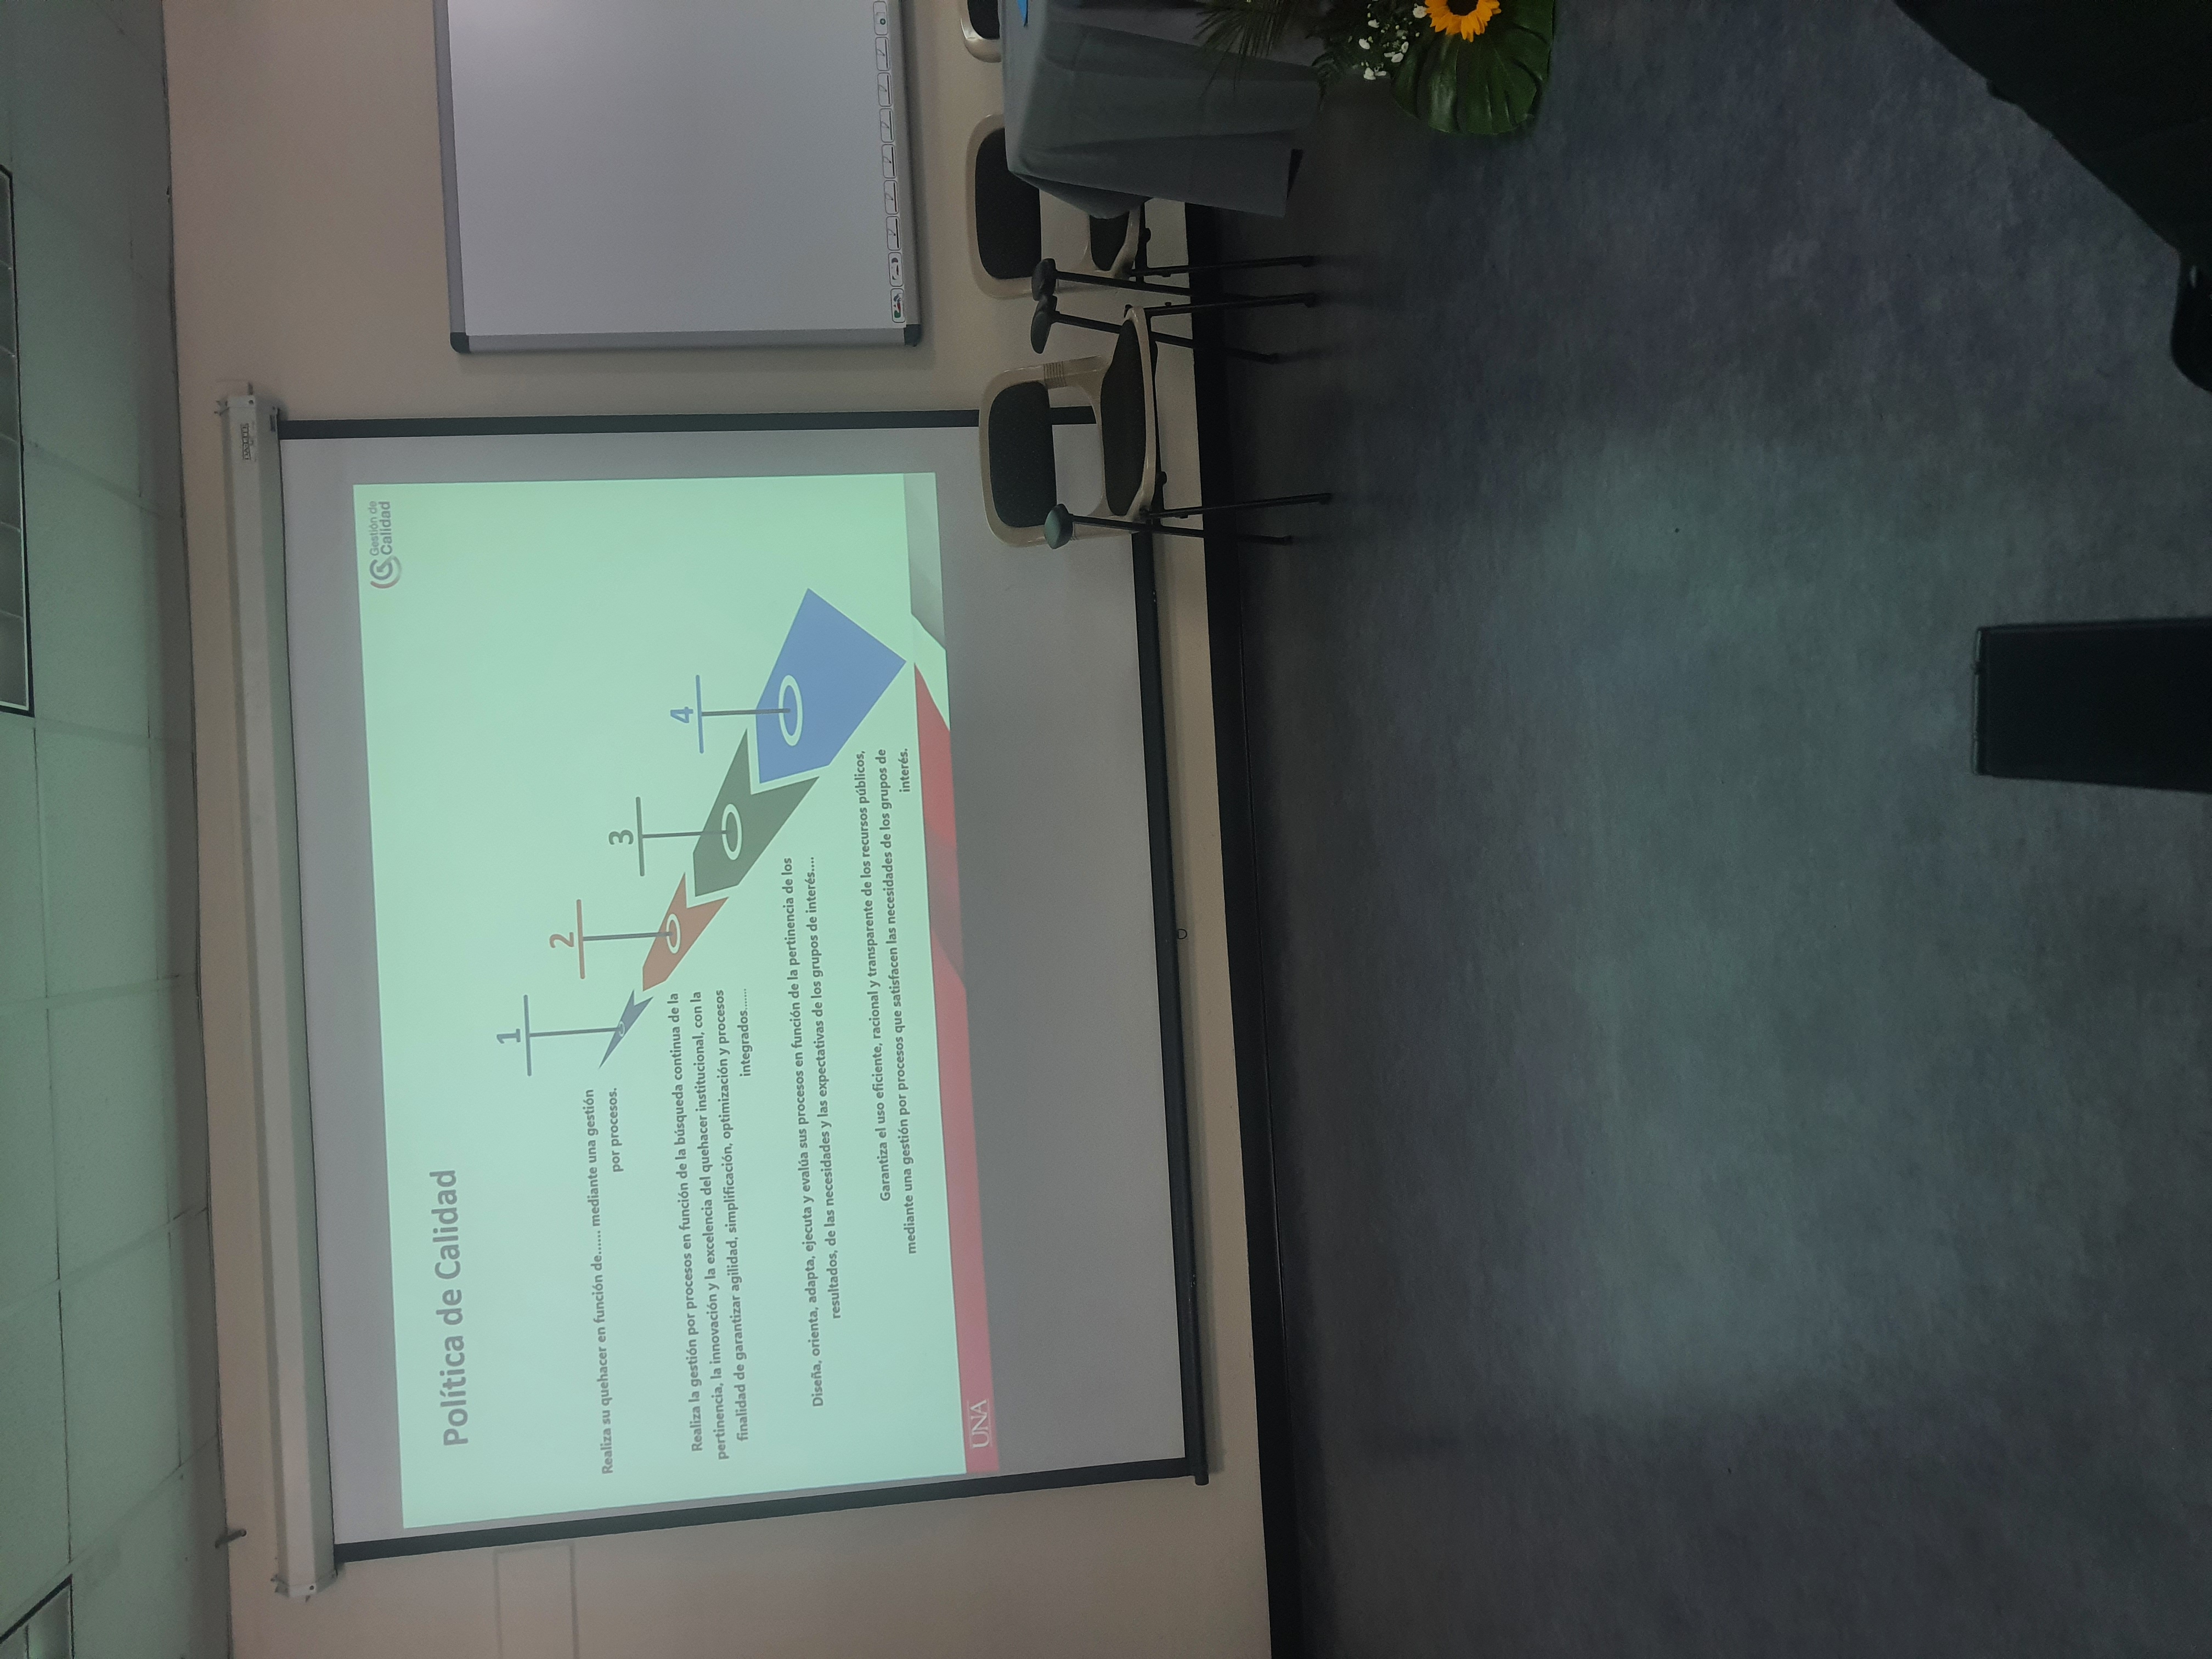 Gestión de
Calidad
Política de Calidad
1
2
3
4
Realiza su quehacer en función de...... mediante una gestión
por procesos.
Realiza la gestión por procesos en función de la búsqueda continua de la
pertinencia, la innovación y la excelencia del quehacer institucional, con la
finalidad de garantizar agilidad, simplificación, optimización y procesos
integrados.......
Diseña, orienta, adapta, ejecuta y evalúa sus procesos en función de la pertinencia de los
resultados, de las necesidades y las expectativas de los grupos de interés....
Garantiza el uso eficiente, racional y transparente de los recursos públicos,
mediante una gestión por procesos que satisfacen las necesidades de los grupos de
interés.
UNA